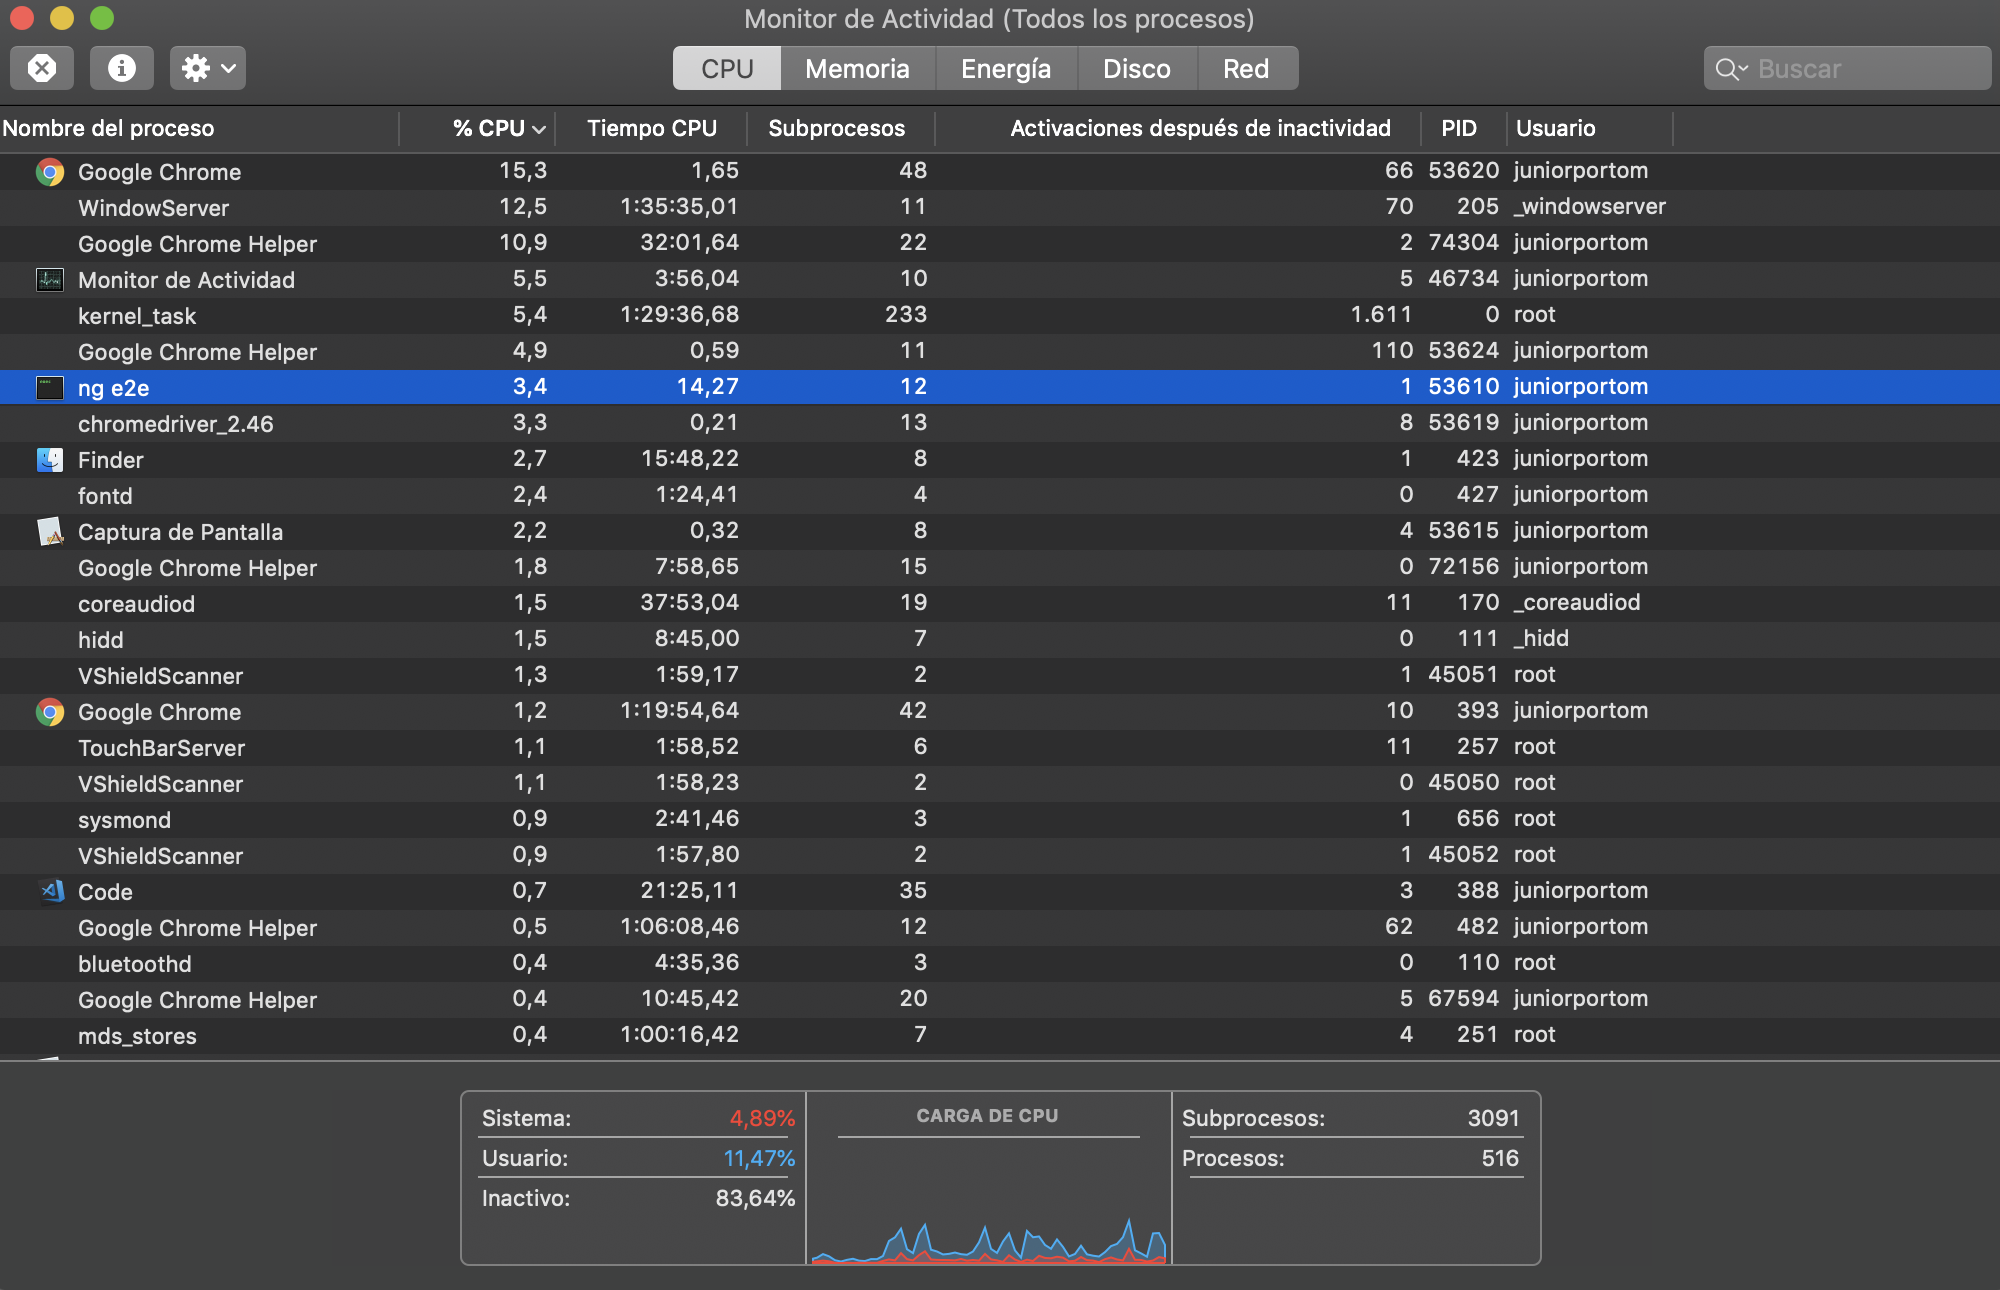 Monitor de Actividad (Todos los procesos)
CPU Memoria Energía Disco Red Buscar
Nombre del proceso % CPU Tiempo CPU Subprocesos Activaciones después de inactividad PID Usuario
Google Chrome 15,3 1,65 48 66 53620 juniorportom
WindowServer 12,5 1:35:35,01 11 70 205 _windowserver
Google Chrome Helper 10,9 32:01,64 22 2 74304 juniorportom
Monitor de Actividad 5,5 3:56,04 10 5 46734 juniorportom
kernel_task 5,4 1:29:36,68 233 1.611 0 root
Google Chrome Helper 4,9 0,59 11 110 53624 juniorportom
ng e2e 3,4 14,27 12 1 53610 juniorportom
chromedriver_2.46 3,3 0,21 13 8 53619 juniorportom
Finder 2,7 15:48,22 8 1 423 juniorportom
fontd 2,4 1:24,41 4 0 427 juniorportom
Captura de Pantalla 2,2 0,32 8 4 53615 juniorportom
Google Chrome Helper 1,8 7:58,65 15 0 72156 juniorportom
coreaudiod 1,5 37:53,04 19 11 170 _coreaudiod
hidd 1,5 8:45,00 7 0 111 _hidd
VShieldScanner 1,3 1:59,17 2 1 45051 root
Google Chrome 1,2 1:19:54,64 42 10 393 juniorportom
TouchBarServer 1,1 1:58,52 6 11 257 root
VShieldScanner 1,1 1:58,23 2 0 45050 root
sysmond 0,9 2:41,46 3 1 656 root
VShieldScanner 0,9 1:57,80 2 1 45052 root
Code 0,7 21:25,11 35 3 388 juniorportom
Google Chrome Helper 0,5 1:06:08,46 12 62 482 juniorportom
bluetoothd 0,4 4:35,36 3 0 110 root
Google Chrome Helper 0,4 10:45,42 20 5 67594 juniorportom
mds_stores 0,4 1:00:16,42 7 4 251 root
Sistema: 4,89% CARGA DE CPU Subprocesos: 3091
Usuario: 11,47% Procesos: 516
Inactivo: 83,64%